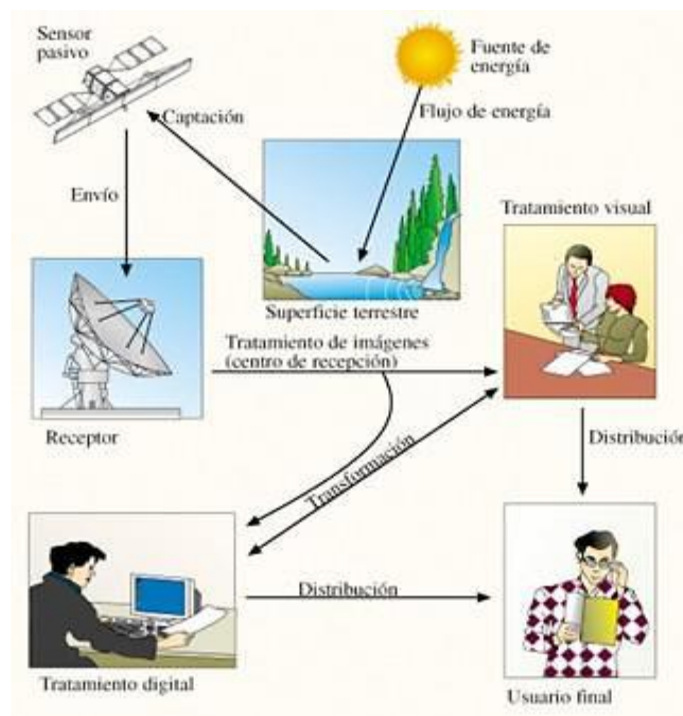 Sensor
pasivo
Fuente de
energía
Captación
Flujo de energía
Envío
Tratamiento visual
Superficie terrestre
Tratamiento de imágenes
(centro de recepción)
Receptor
Distribución
Transformación
Distribución
Tratamiento digital
Usuario final